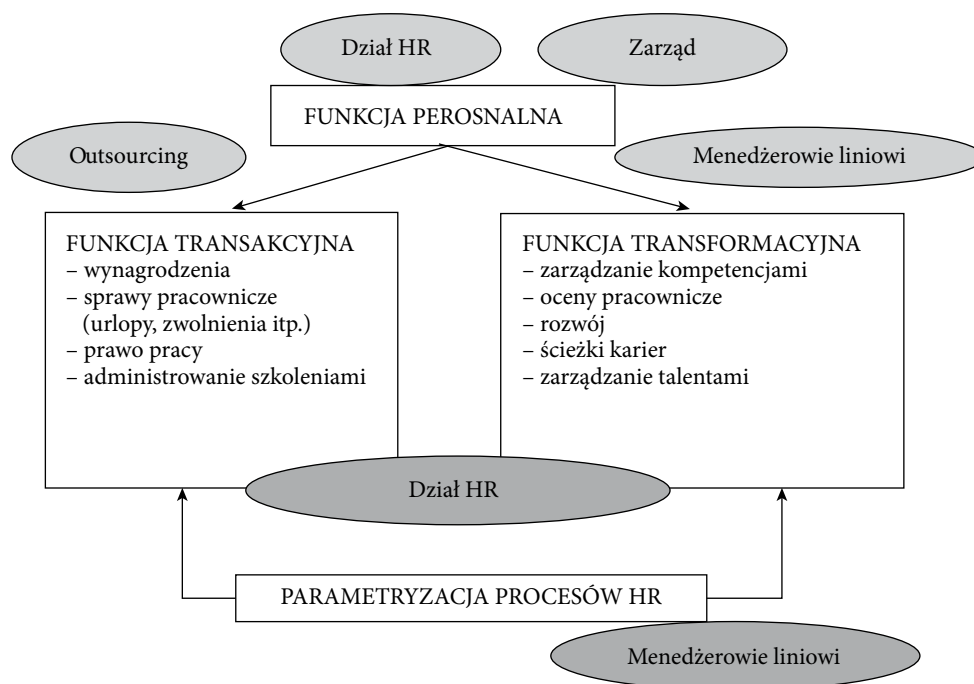 Dział HR
Zarząd
FUNKCJA PEROSNALNA
Outsourcing
Menedżerowie liniowi
FUNKCJA TRANSAKCYJNA
– wynagrodzenia
– sprawy pracownicze
(urlopy, zwolnienia itp.)
– prawo pracy
– administrowanie szkoleniami
FUNKCJA TRANSFORMACYJNA
– zarządzanie kompetencjami
– oceny pracownicze
– rozwój
– ścieżki karier
– zarządzanie talentami
Dział HR
PARAMETRYZACJA PROCESÓW HR
Menedżerowie liniowi